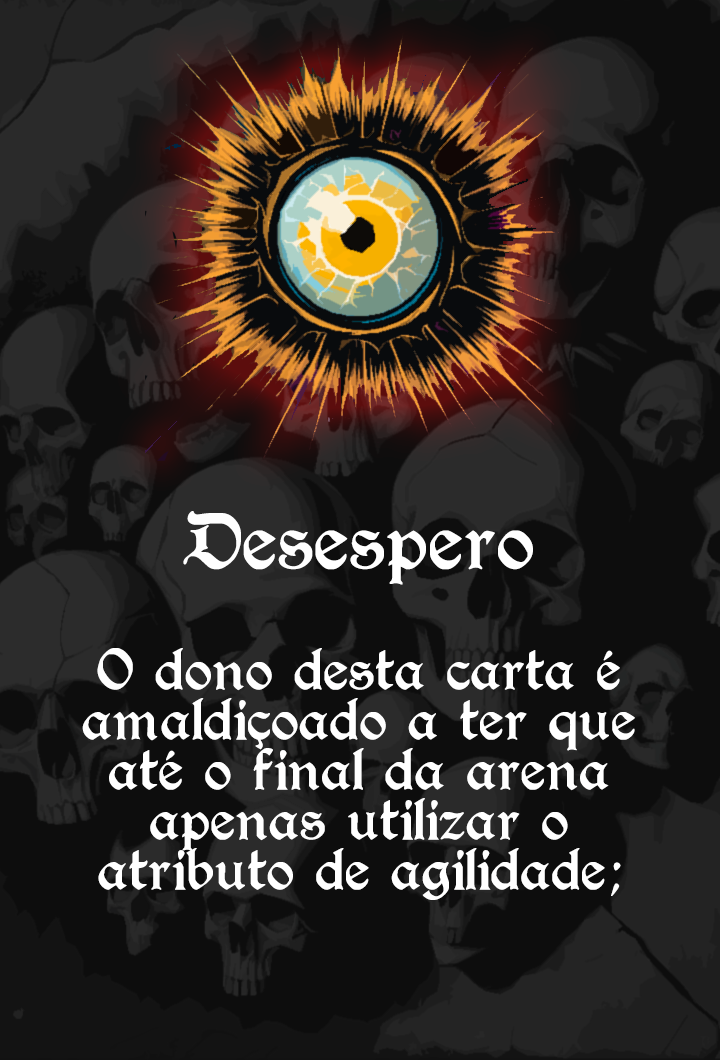 Desespero
O dono desta carta é
amaldiçoado a ter que
até o final da arena
apenas utilizar o
atributo de agilidade;